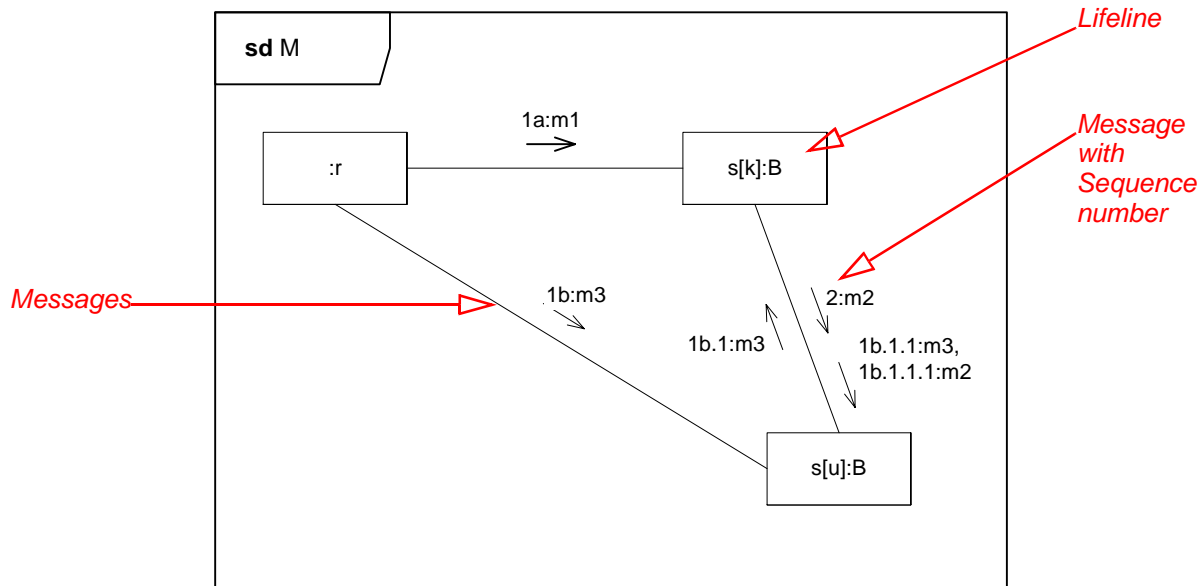 Lifeline
sd M
1a:m1
Message
with
Sequence
number
:r
s[k]:B
Messages
1b:m3
2:m2
1b.1:m3
1b.1.1:m3,
1b.1.1.1:m2
s[u]:B